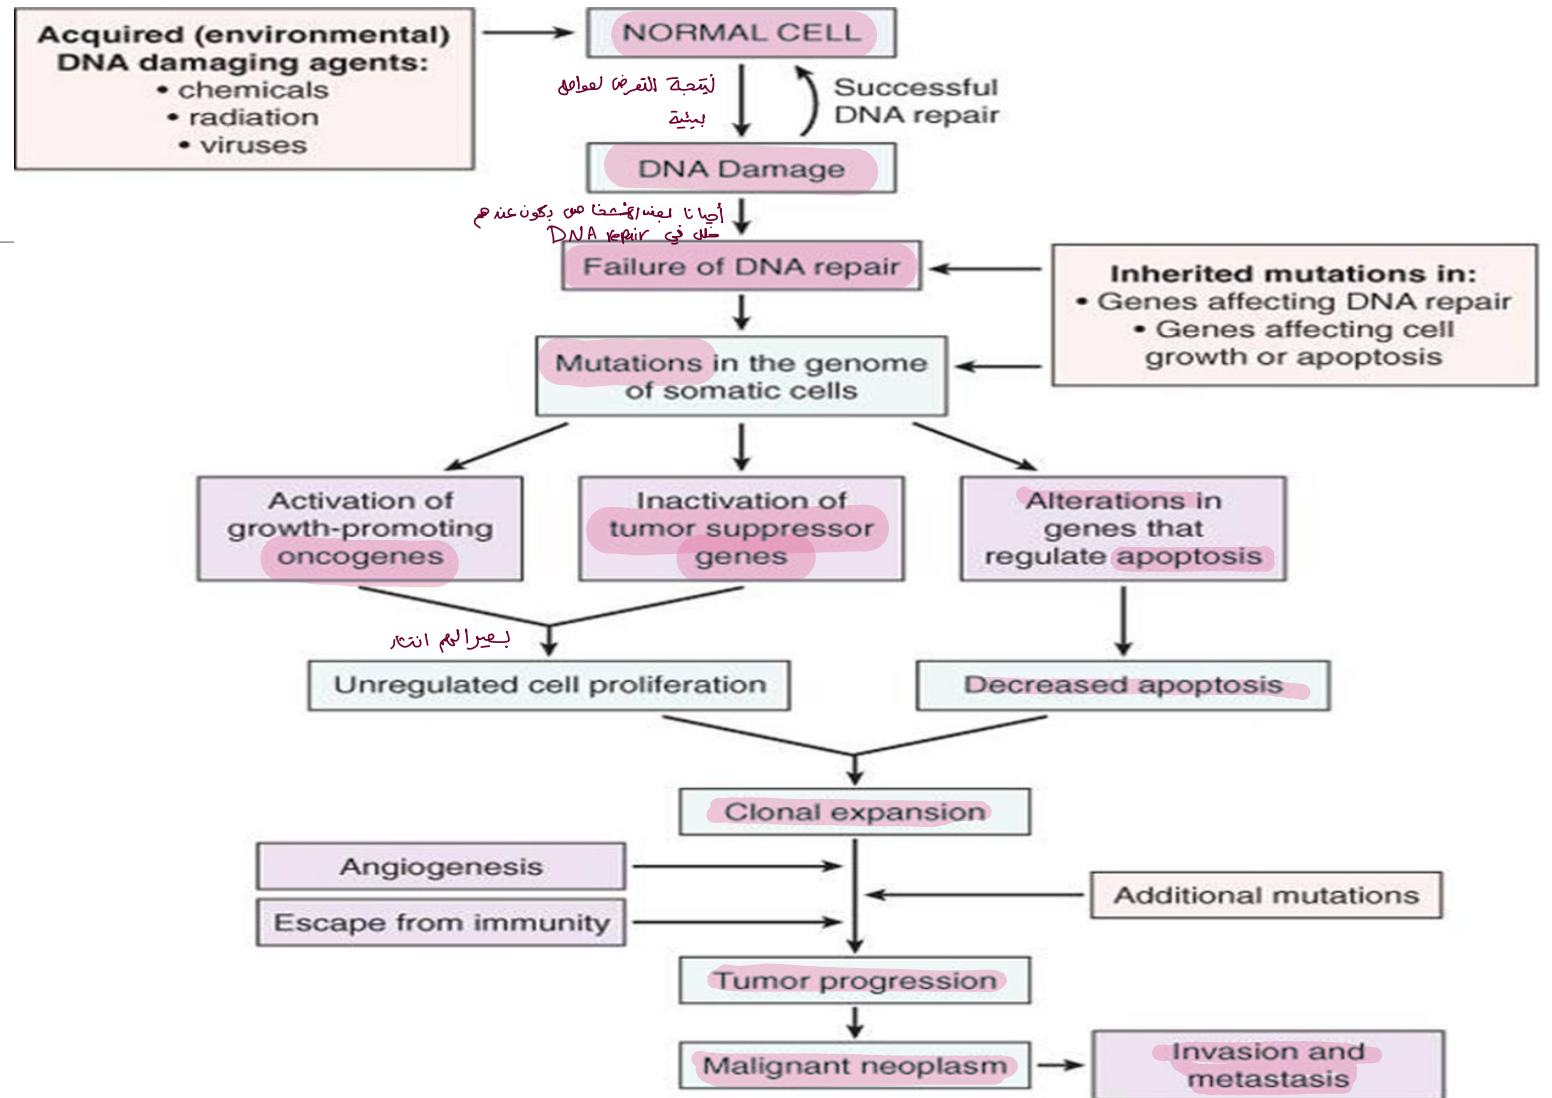 Acquired (environmental)
DNA damaging agents:
• chemicals
• radiation
• viruses
NORMAL CELL
نتيجة التعرض لعوامل
بيئية
Successful
DNA repair
DNA Damage
أحيانا بعض الأشخاص بكون عندهم
خلل في DNA repair
Failure of DNA repair
Inherited mutations in:
• Genes affecting DNA repair
• Genes affecting cell
growth or apoptosis
Mutations in the genome
of somatic cells
Activation of
growth-promoting
oncogenes
Inactivation of
tumor suppressor
genes
Alterations in
genes that
regulate apoptosis
بصير الهم انتشار
Unregulated cell proliferation
Decreased apoptosis
Clonal expansion
Angiogenesis
Escape from immunity
Additional mutations
Tumor progression
Malignant neoplasm
Invasion and
metastasis